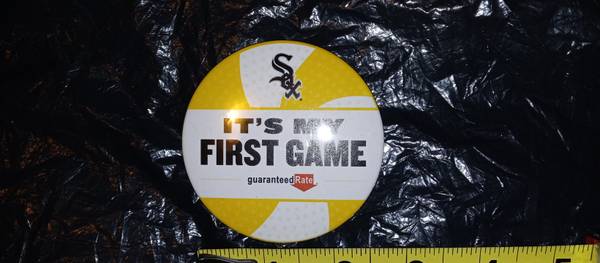 Sox
IT'S MY
FIRST GAME
guaranteedRate